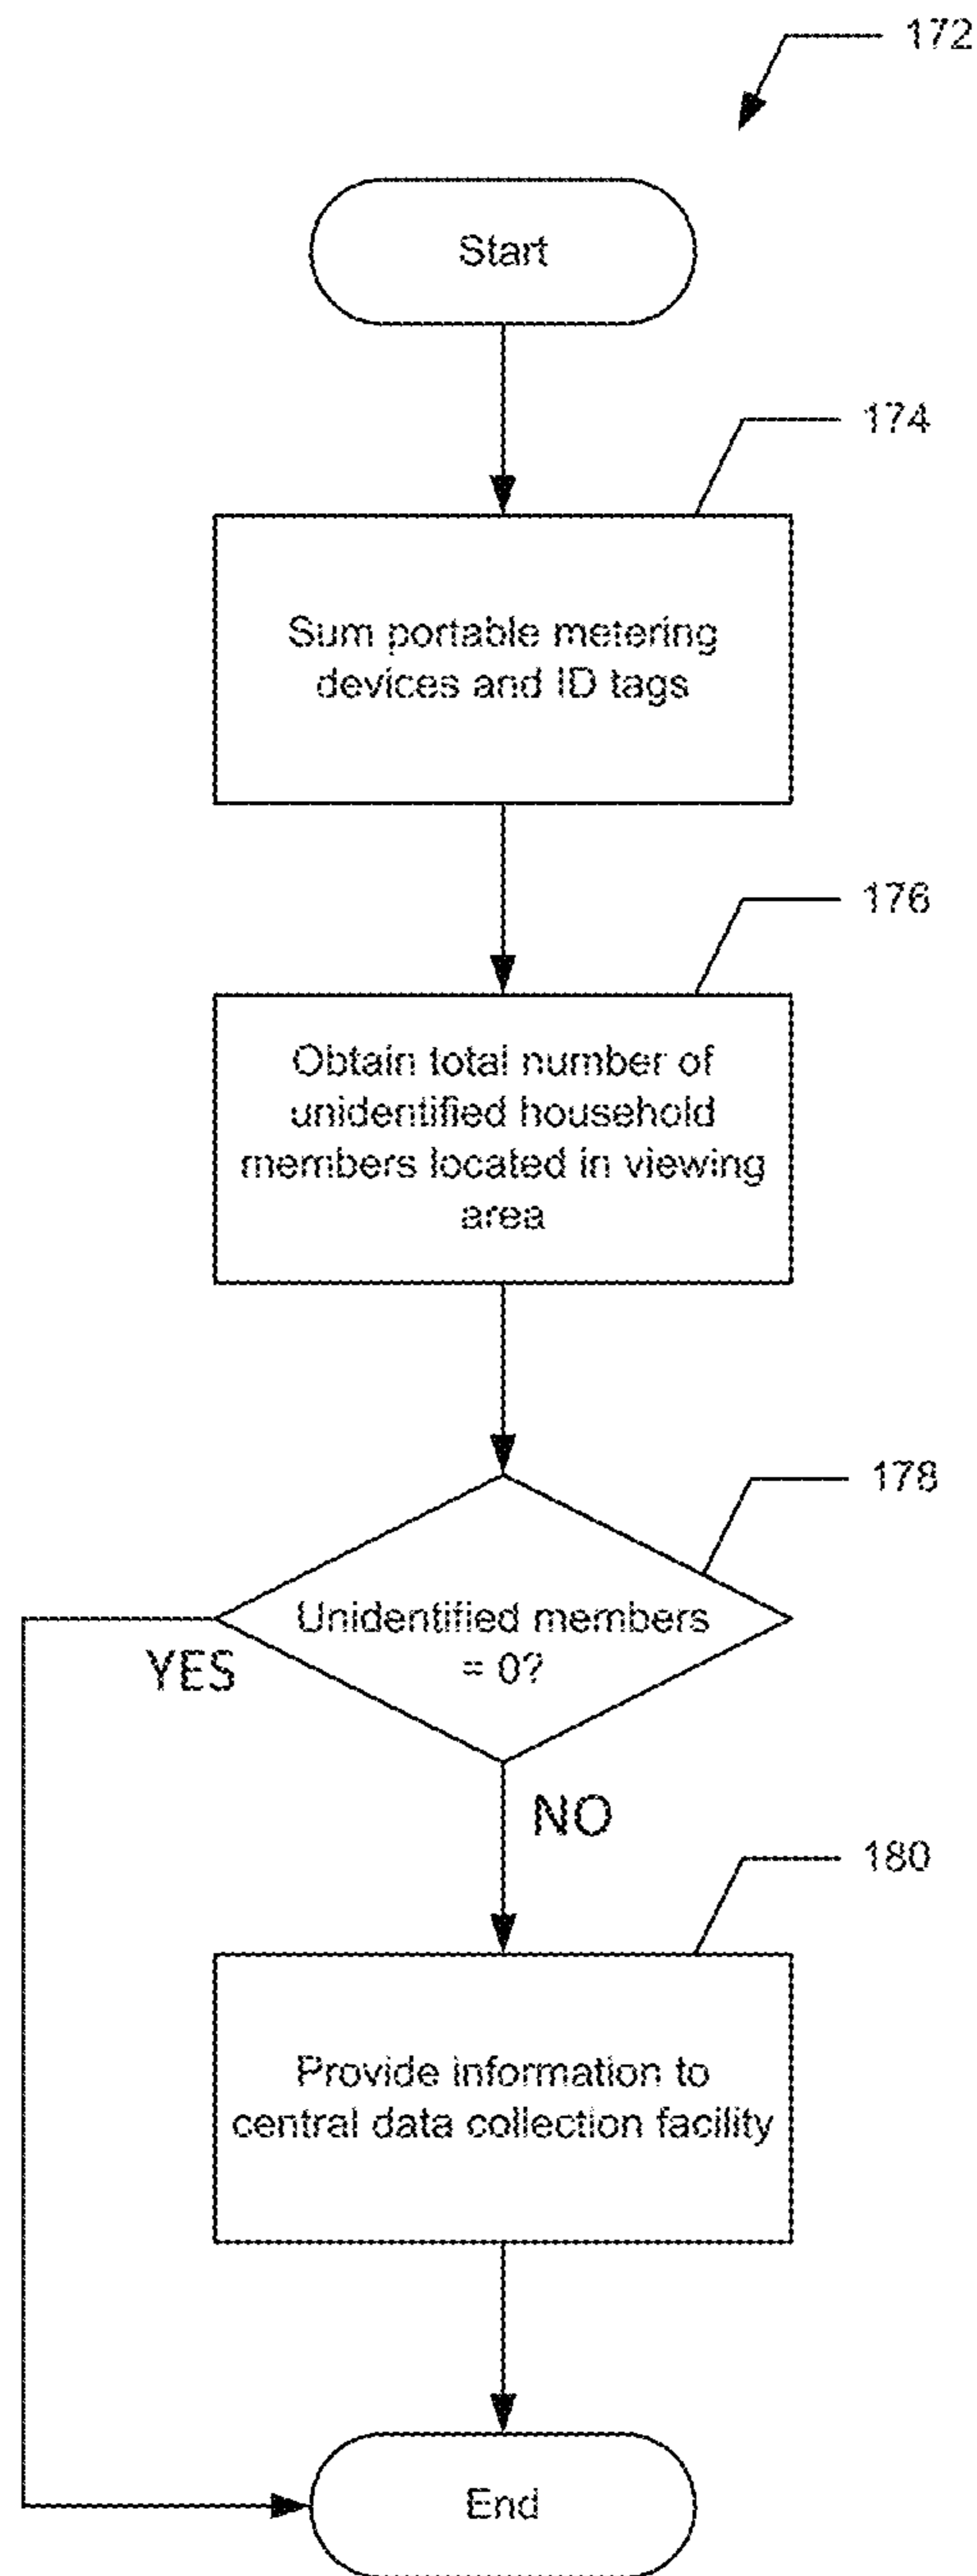 172
Start
174
Sum portable metering
devices and ID tags
176
Obtain total number of
unidentified household
members located in viewing
area
178
Unidentified members
= 0?
YES
NO
180
Provide information to
central data collection facility
End